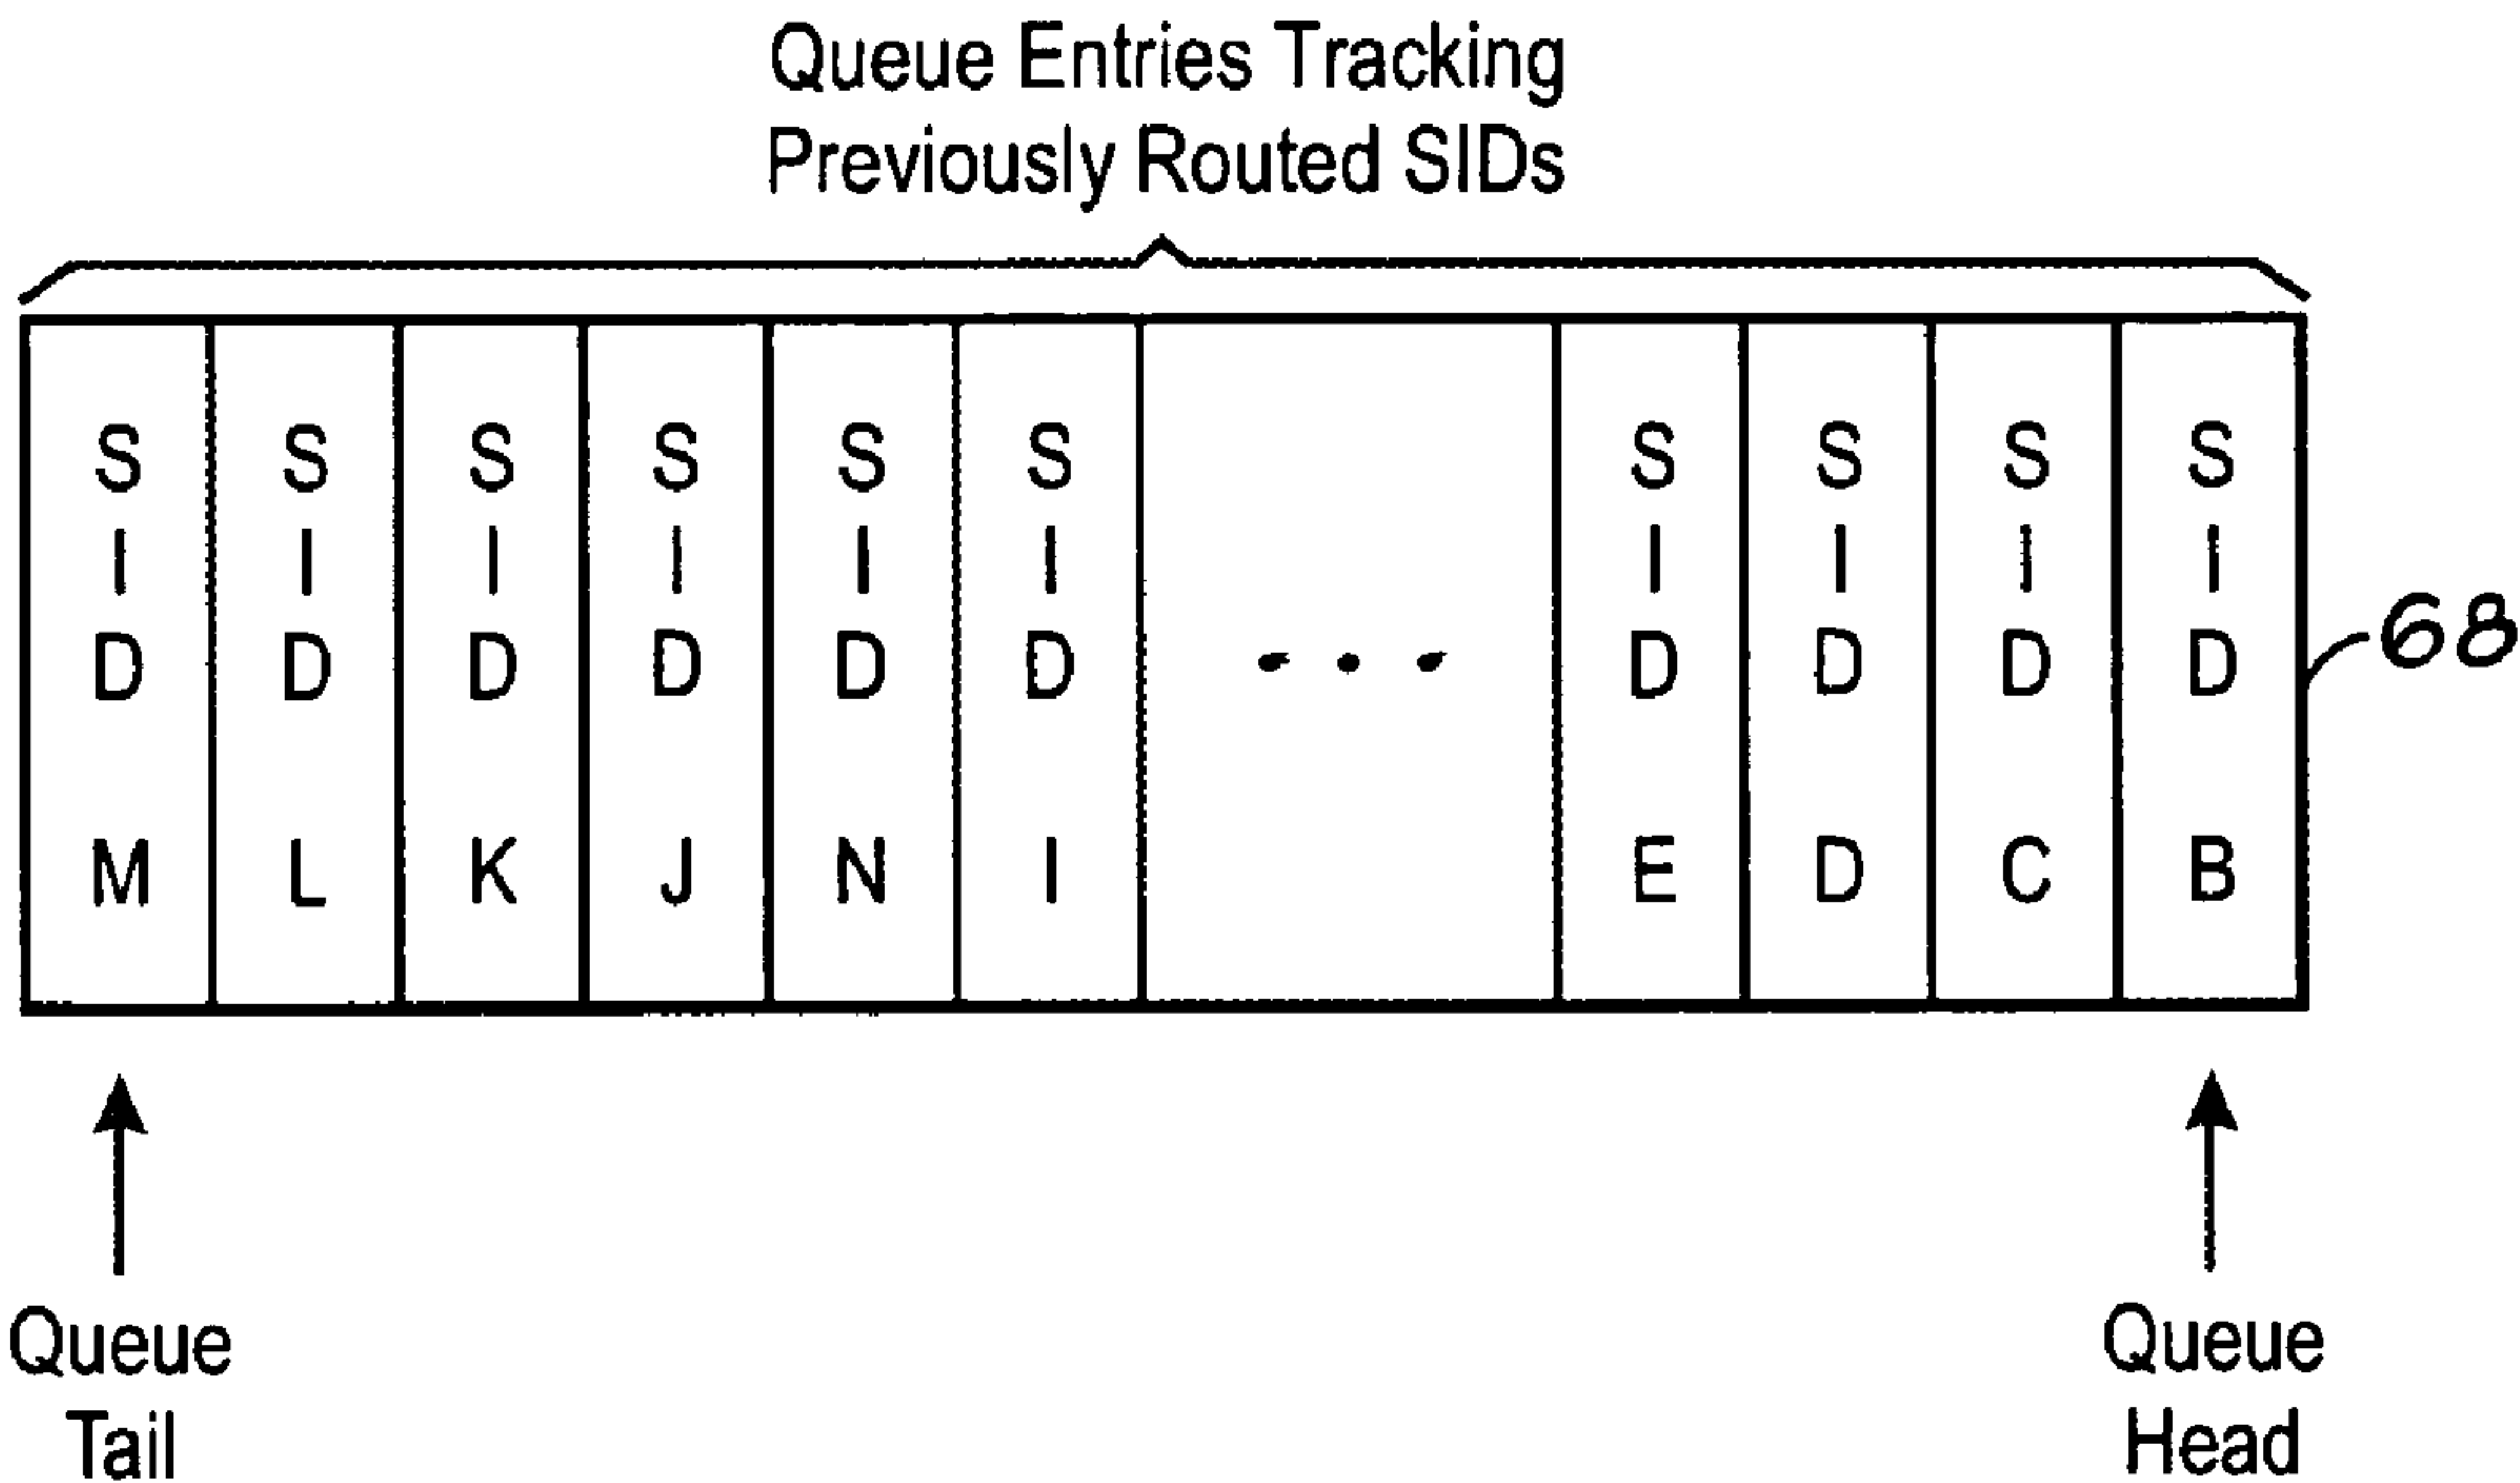 Queue Entries Tracking
Previously Routed SIDs
S S S S S S S S S S
I I I I I I I I I I
D D D D D D ... D D D D
68
M L K J N I E D C B
Queue Queue
Tail Head